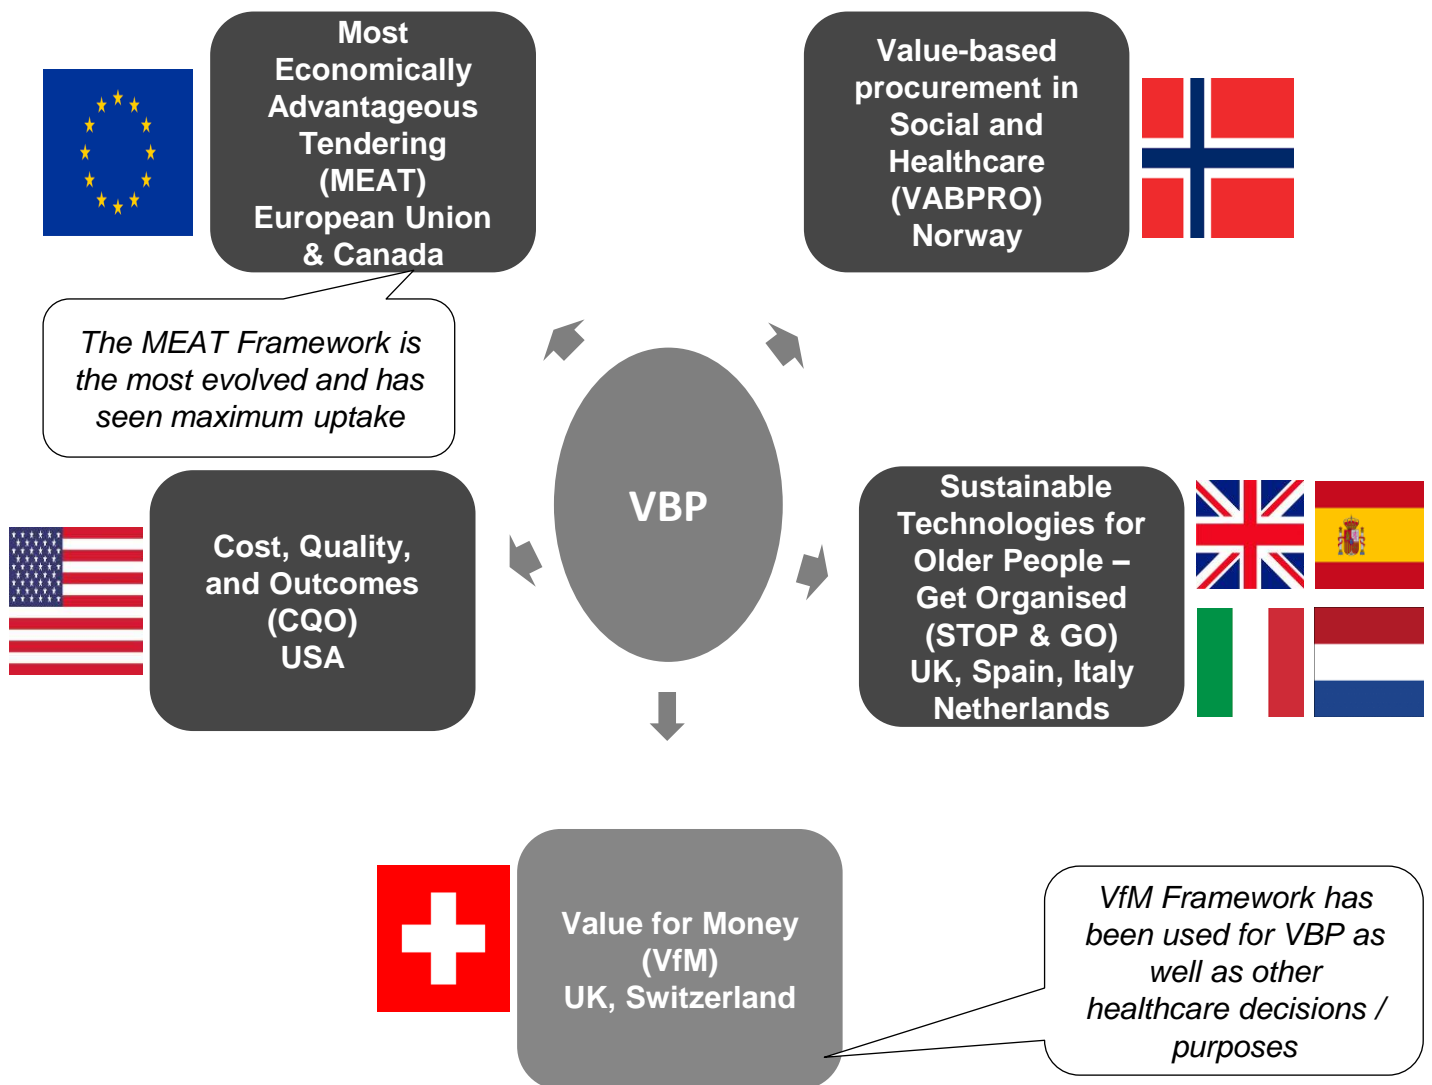 Most
Economically
Advantageous
Tendering
(MEAT)
European Union
& Canada
Value-based
procurement in
Social and
Healthcare
(VABPRO)
Norway
The MEAT Framework is
the most evolved and has
seen maximum uptake
VBP
Cost, Quality,
and Outcomes
(CQO)
USA
Sustainable
Technologies for
Older People –
Get Organised
(STOP & GO)
UK, Spain, Italy
Netherlands
Value for Money
(VfM)
UK, Switzerland
VfM Framework has
been used for VBP as
well as other
healthcare decisions /
purposes